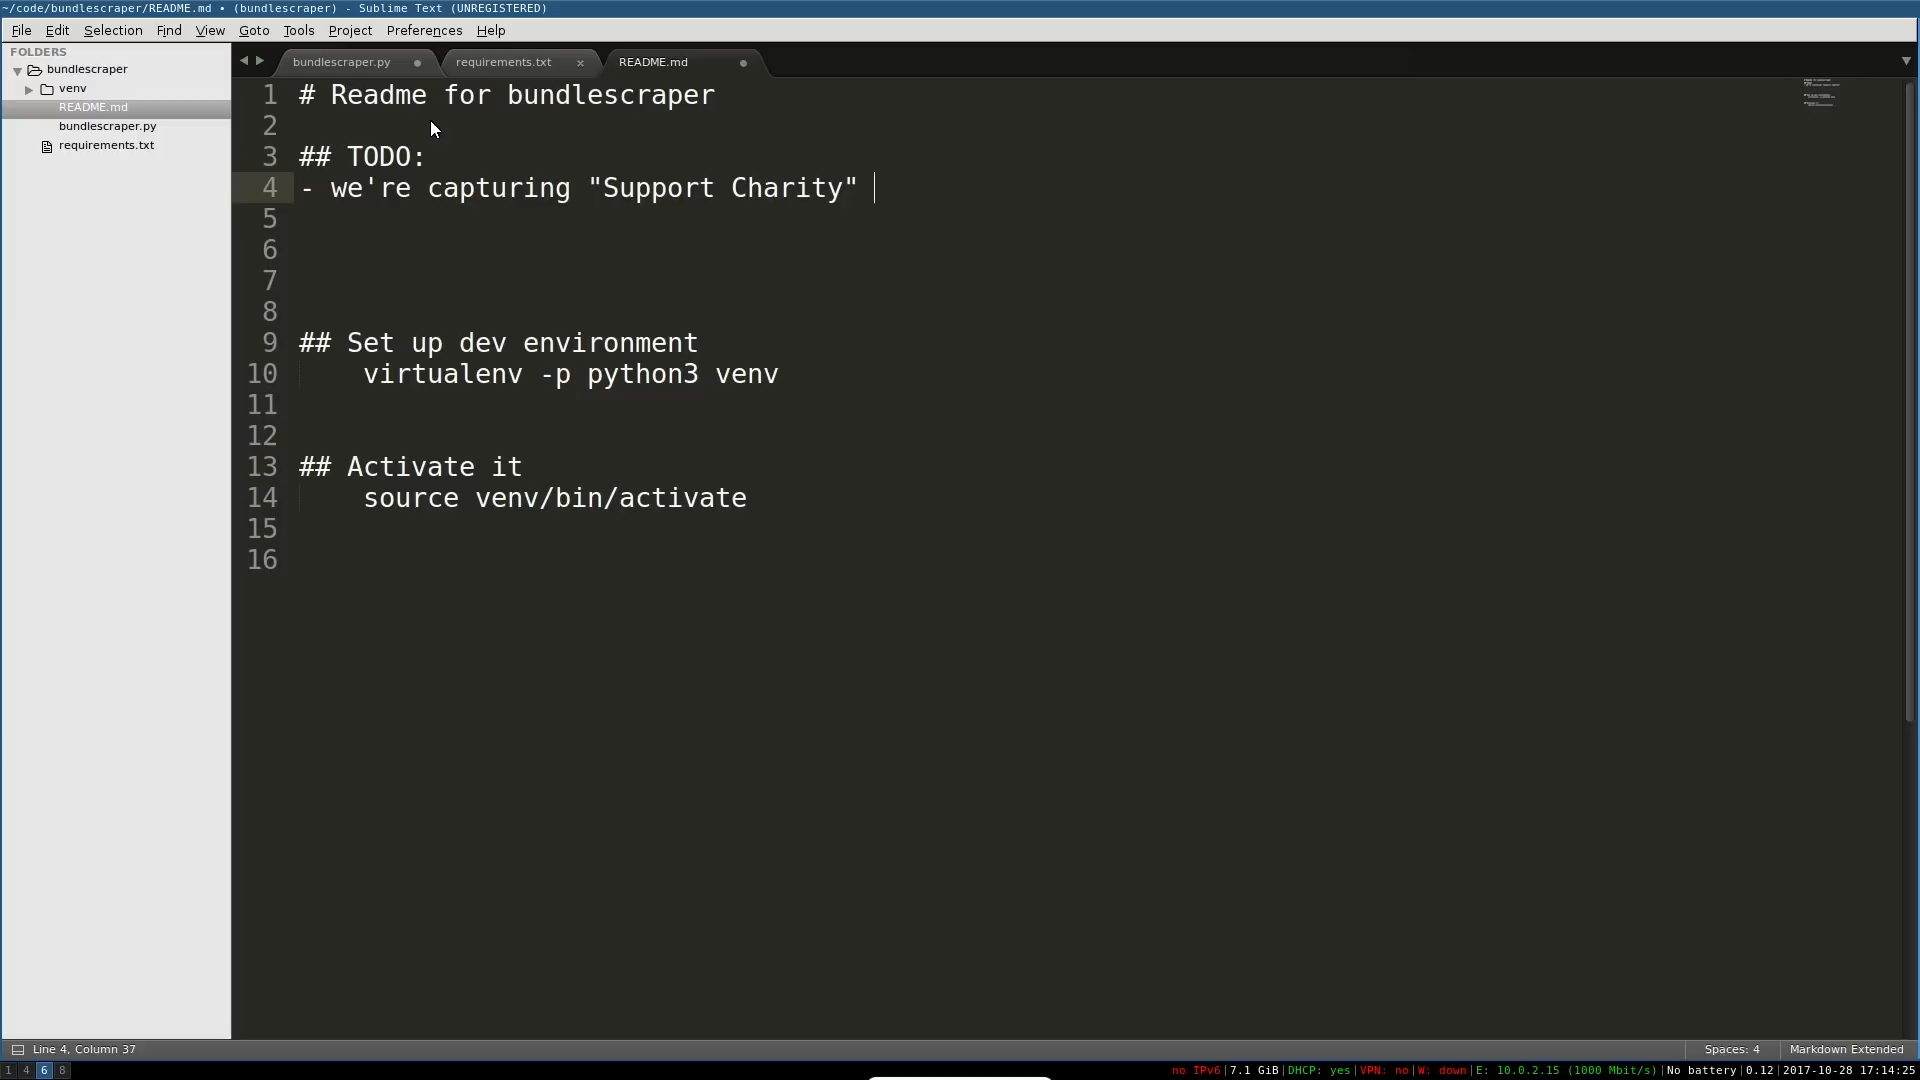 ~/code/bundlescraper/README.md • (bundlescraper) - Sublime Text (UNREGISTERED)
File Edit Selection Find View Goto Tools Project Preferences Help
FOLDERS
bundlescraper
venv
README.md
bundlescraper.py
requirements.txt
bundlescraper.py requirements.txt README.md
1 # Readme for bundlescraper
2
3 ## TODO:
4 - we're capturing "Support Charity"
5
6
7
8
9 ## Set up dev environment
10 virtualenv -p python3 venv
11
12
13 ## Activate it
14 source venv/bin/activate
15
16
Line 4, Column 37 Spaces: 4 Markdown Extended
1 4 6 8 no IPv6|7.1 GiB|DHCP: yes|VPN: no|W: down|E: 10.0.2.15 (1000 Mbit/s)|No battery|0.12|2017-10-28 17:14:25